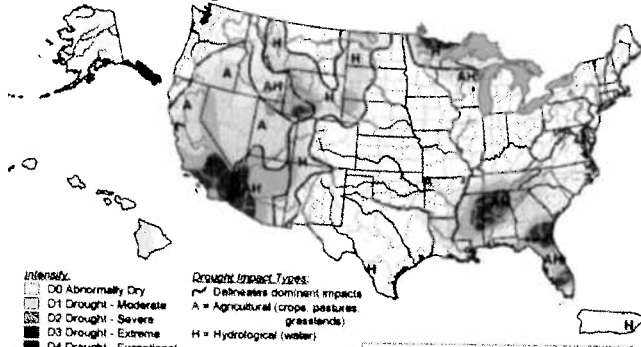 H
H
A
AH
H
AH
H
A
A
H
AH
A
AH
AH
H
H
Intensity:
D0 Abnormally Dry
D1 Drought - Moderate
D2 Drought - Severe
D3 Drought - Extreme
D4 Drought - Exceptional
Drought Impact Types:
Delineates dominant impacts
A = Agricultural (crops, pastures,
grasslands)
H = Hydrological (water)